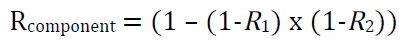 Rcomponent = (1 – (1-R1) x (1-R2))